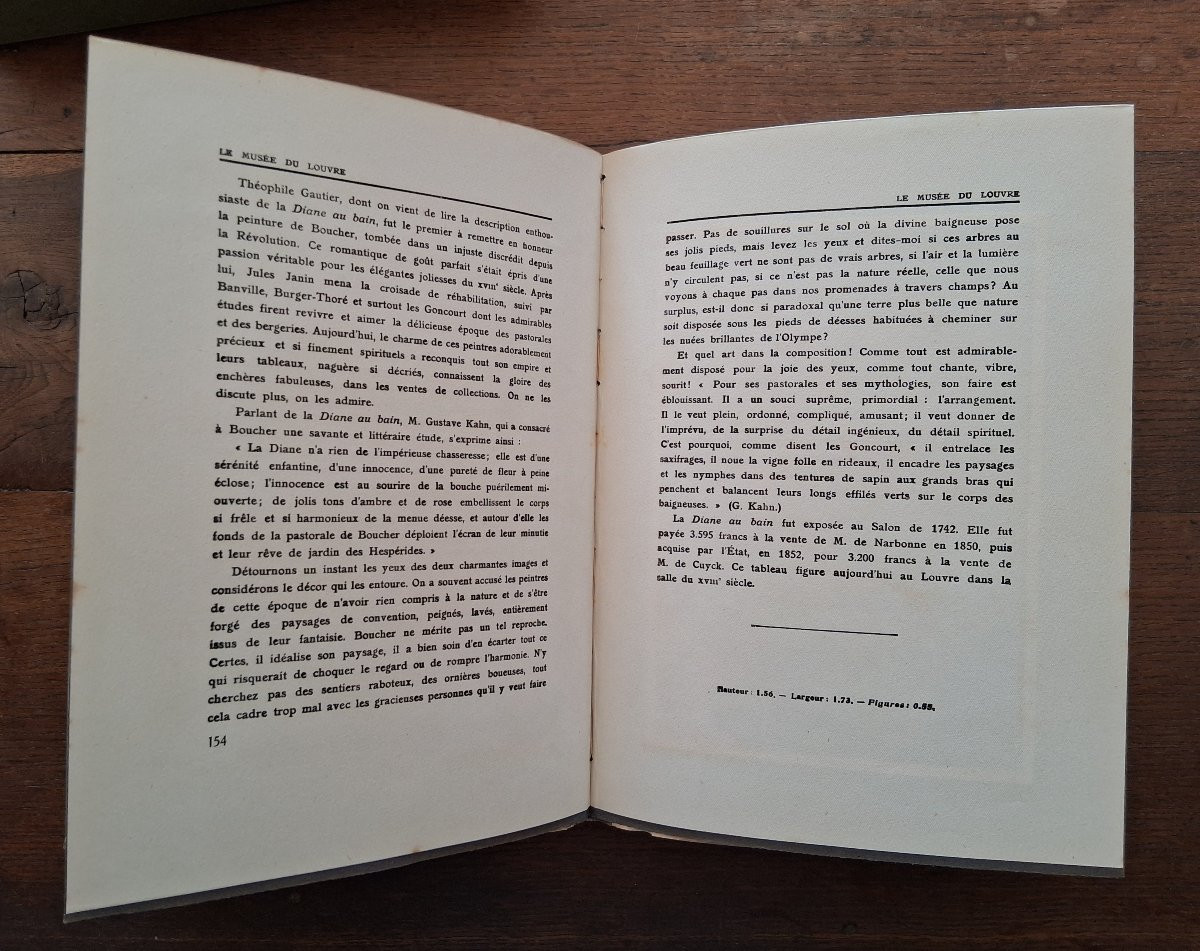 LE MUSÉE DU LOUVRE
Théophile Gautier, dont on vient de lire la description enthou-
siaste de la Diane au bain, fut le premier à remettre en honneur
la peinture de Boucher, tombée dans un injuste discrédit depuis
la Révolution. Ce romantique de goût parfait s'était épris d'une
passion véritable pour les élégantes joliesses du XVIIIe siècle. Après
lui, Jules Janin mena la croisade de réhabilitation, suivi par
Banville, Burger-Thoré et surtout les Goncourt dont les admirables
études firent revivre et aimer la délicieuse époque des pastorales
et des bergeries. Aujourd'hui, le charme de ces peintres adorablement
précieux et si finement spirituels a reconquis tout son empire et
leurs tableaux, naguère si décriés, connaissent la gloire des
enchères fabuleuses, dans les ventes de collections. On ne les
discute plus, on les admire.
Parlant de la Diane au bain, M. Gustave Kahn, qui a consacré
à Boucher une savante et littéraire étude, s'exprime ainsi :
« La Diane n'a rien de l'impérieuse chasseresse; elle est d'une
sérénité enfantine, d'une innocence, d'une pureté de fleur à peine
éclose; l'innocence est au sourire de la bouche puérilement mi-
ouverte; de jolis tons d'ambre et de rose embellissent le corps
si frêle et si harmonieux de la menue déesse, et autour d'elle les
fonds de la pastorale de Boucher déploient l'écran de leur minutie
et leur rêve de jardin des Hespérides. »
Détournons un instant les yeux des deux charmantes images et
considérons le décor qui les entoure. On a souvent accusé les peintres
de cette époque de n'avoir rien compris à la nature et de s'être
forgé des paysages de convention, peignés, lavés, entièrement
issus de leur fantaisie. Boucher ne mérite pas un tel reproche.
Certes, il idéalise son paysage, il a bien soin d'en écarter tout ce
qui risquerait de choquer le regard ou de rompre l'harmonie. N'y
cherchez pas des sentiers raboteux, des ornières boueuses, tout
cela cadre trop mal avec les gracieuses personnes qu'il y veut faire
154
LE MUSÉE DU LOUVRE
passer. Pas de souillures sur le sol où la divine baigneuse pose
ses jolis pieds, mais levez les yeux et dites-moi si ces arbres au
beau feuillage vert ne sont pas de vrais arbres, si l'air et la lumière
n'y circulent pas, si ce n'est pas la nature réelle, celle que nous
voyons à chaque pas dans nos promenades à travers champs? Au
surplus, est-il donc si paradoxal qu'une terre plus belle que nature
soit disposée sous les pieds de déesses habituées à cheminer sur
les nuées brillantes de l'Olympe?
Et quel art dans la composition! Comme tout est admirable-
ment disposé pour la joie des yeux, comme tout chante, vibre,
sourit! « Pour ses pastorales et ses mythologies, son faire est
éblouissant. Il a un souci suprême, primordial : l'arrangement.
Il le veut plein, ordonné, compliqué, amusant; il veut donner de
l'imprévu, de la surprise du détail ingénieux, du détail spirituel.
C'est pourquoi, comme disent les Goncourt, « il entrelace les
saxifrages, il noue la vigne folle en rideaux, il encadre les paysages
et les nymphes dans des tentures de sapin aux grands bras qui
penchent et balancent leurs longs effilés verts sur le corps des
baigneuses. » (G. Kahn.)
La Diane au bain fut exposée au Salon de 1742. Elle fut
payée 3.595 francs à la vente de M. de Narbonne en 1850, puis
acquise par l'État, en 1852, pour 3.200 francs à la vente de
M. de Cuyck. Ce tableau figure aujourd'hui au Louvre dans la
salle du XVIIIe siècle.
Hauteur : 1.56. — Largeur : 1.73. — Figures : 0.55.